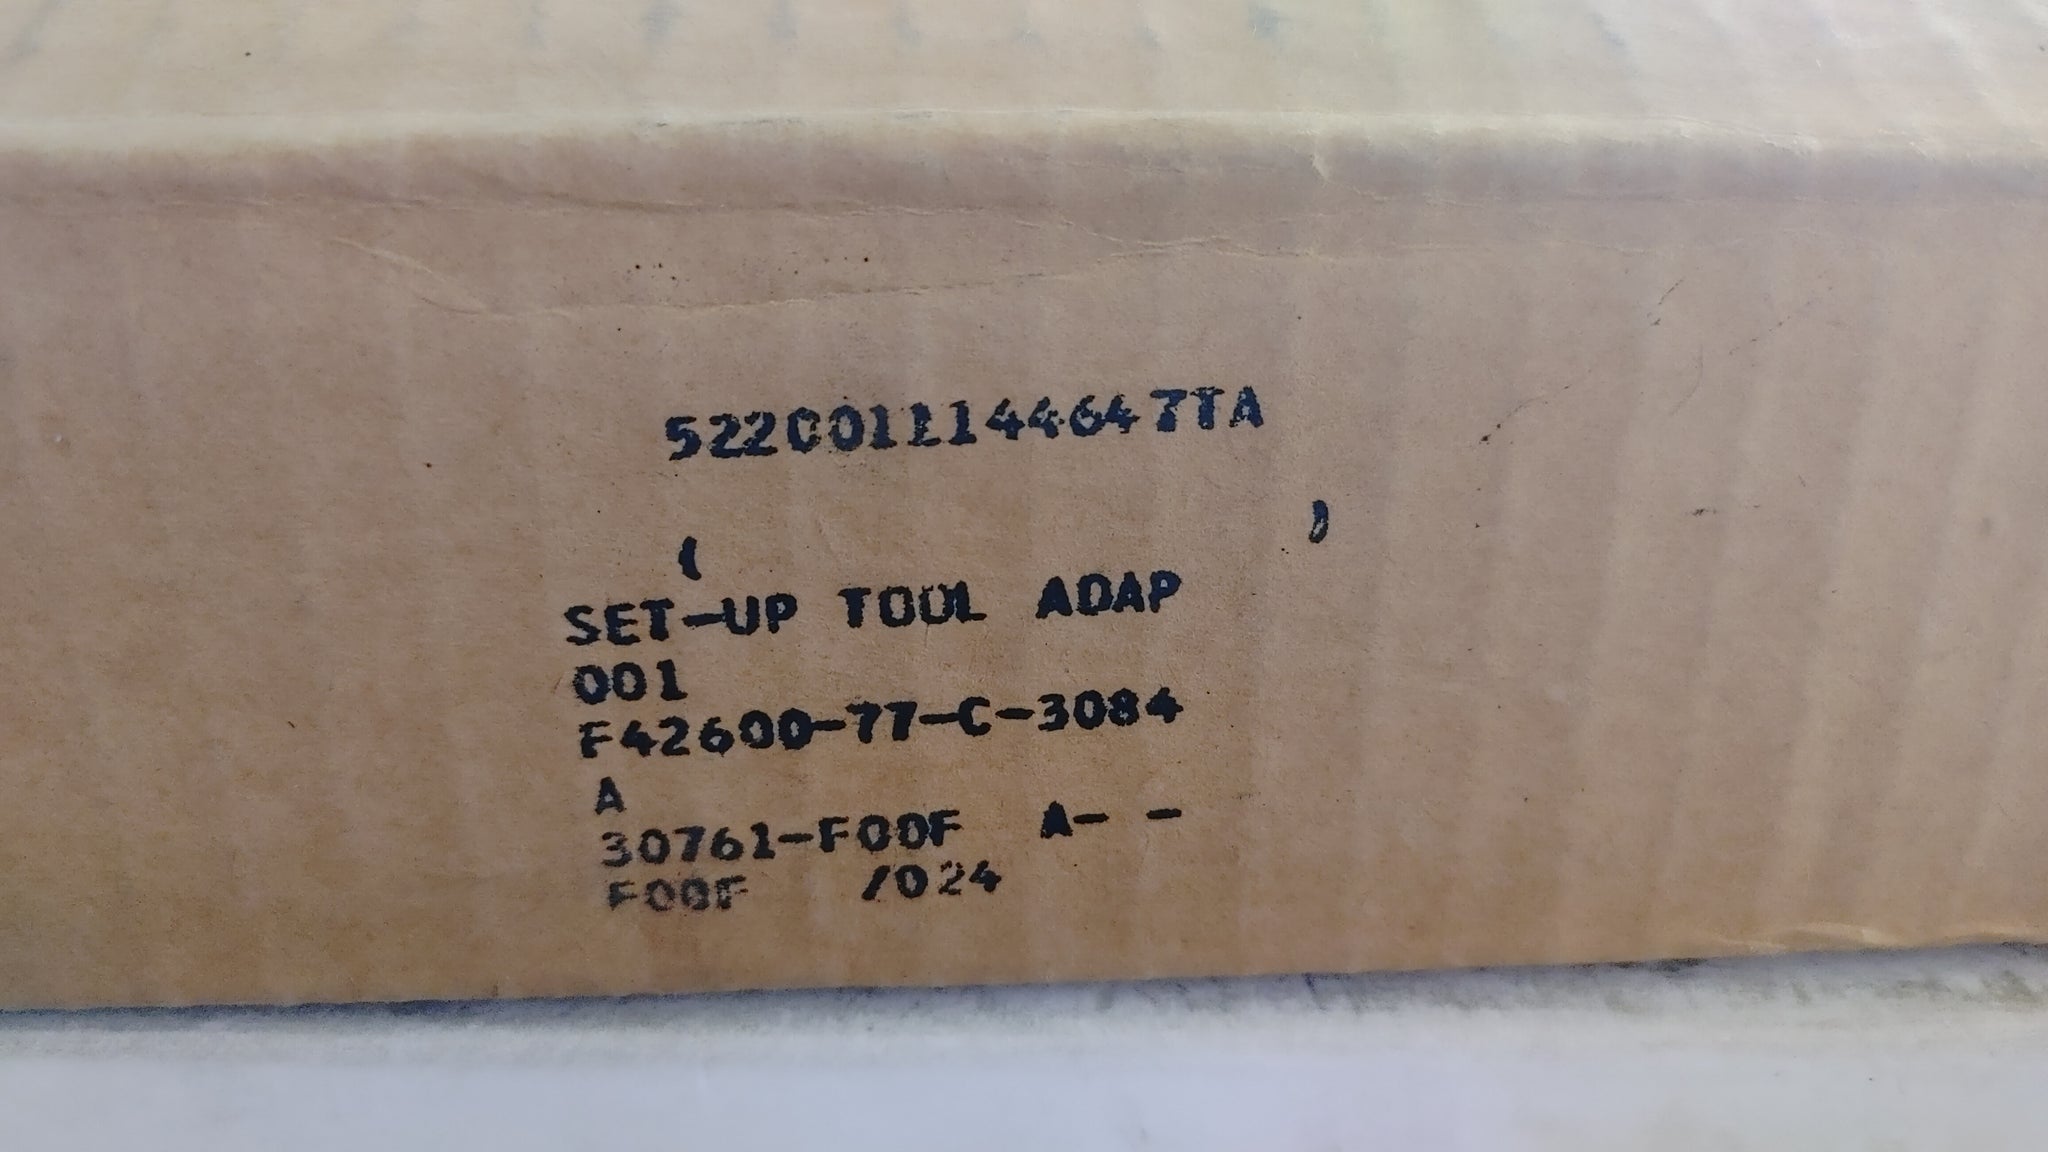 5220011144647TA
( )
SET-UP TOOL ADAP
001
F42600-77-C-3084
A
30761-F00F A- -
F00F /024